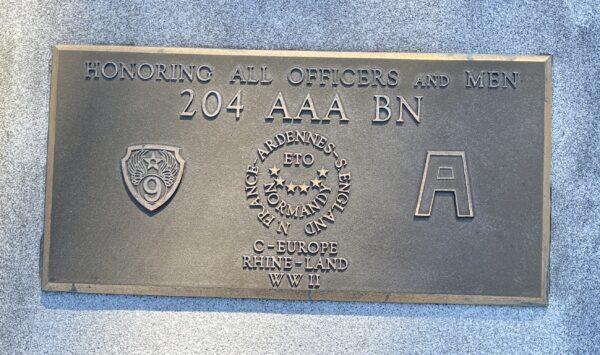 HONORING ALL OFFICERS AND MEN
204 AAA BN
9
N. FRANCE-ARDENNES-S. ENGLAND
ETO
NORMANDY
A
C-EUROPE
RHINE-LAND
WW II